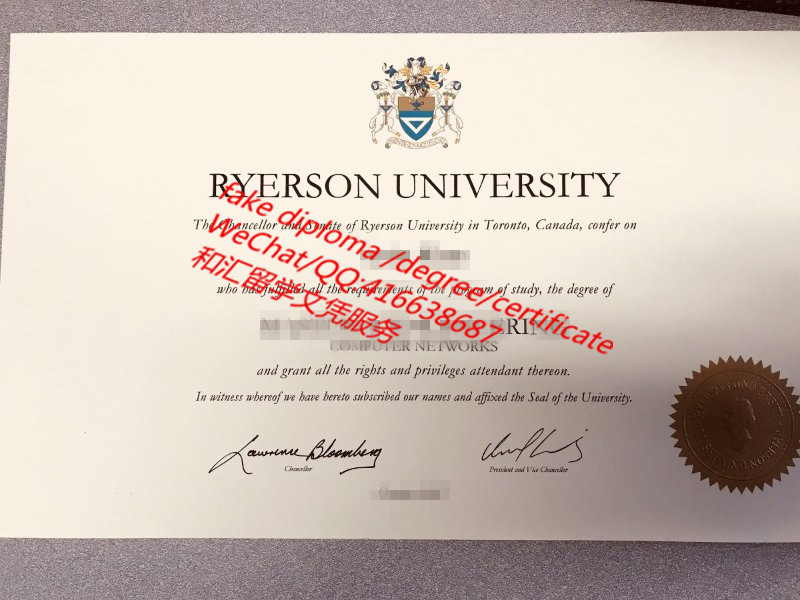 RYERSON UNIVERSITY
The Chancellor and Senate of Ryerson University in Toronto, Canada, confer on
who has fulfilled all the requirements of the program of study, the degree of
COMPUTER NETWORKS
and grant all the rights and privileges attendant thereon.
In witness whereof we have hereto subscribed our names and affixed the Seal of the University.
Lawrence Bloomberg
Chancellor
President and Vice Chancellor
fake diploma /degree/certificate
WeChat/QQ:416638687
和汇留学文凭服务